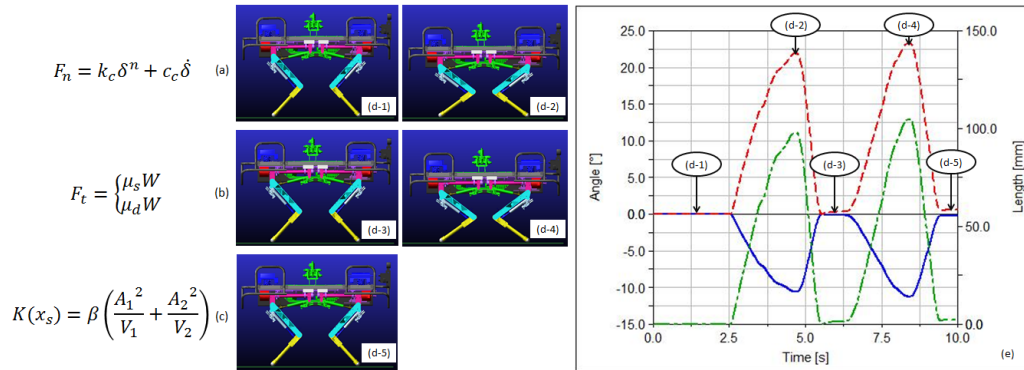 F_n = k_c δ^n + c_c δ̇ (a)
F_t = { μ_s W
μ_d W (b)
K(x_s) = β ( A_1^2 / V_1 + A_2^2 / V_2 ) (c)
(d-1)
(d-2)
(d-3)
(d-4)
(d-5)
(d-2)
(d-4)
25.0
20.0
15.0
10.0
5.0
0.0
-5.0
-10.0
-15.0
Angle [°]
(d-1)
(d-3)
(d-5)
150.0
100.0
50.0
0.0
Length [mm]
0.0 2.5 5.0 7.5 10.0
Time [s]
(e)